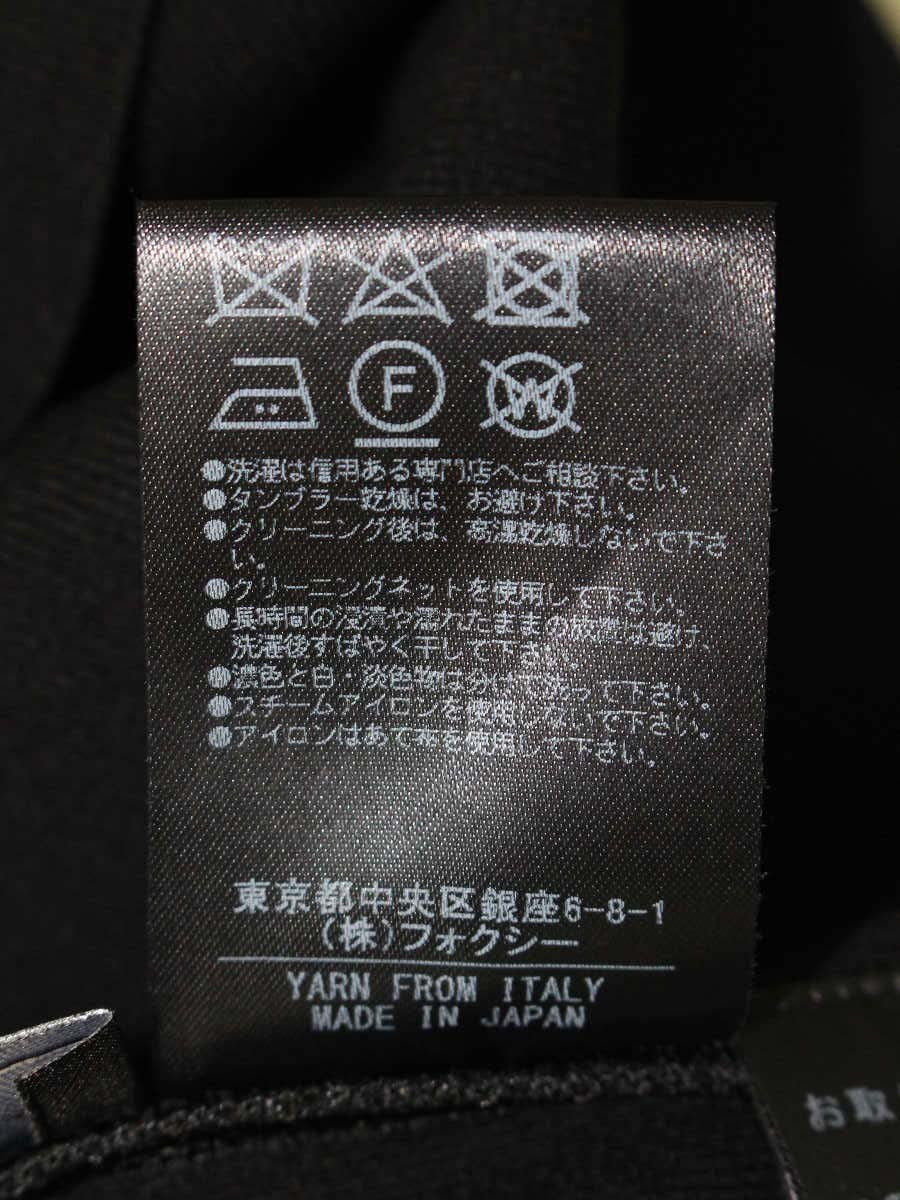 F
W
●洗濯は信用ある専門店へご相談下さい。
●タンブラー乾燥は、お避け下さい。
●クリーニング後は、高温乾燥しないで下さ
い。
●クリーニングネットを使用して下さい。
●長時間の浸漬や濡れたままの放置は避け、
洗濯後すばやく干して下さい。
●濃色と白・淡色物は分けて洗って下さい。
●スチームアイロンを使用しないで下さい。
●アイロンはあて布を使用して下さい。
東京都中央区銀座6-8-1
(株)フォクシー
YARN FROM ITALY
MADE IN JAPAN
お取